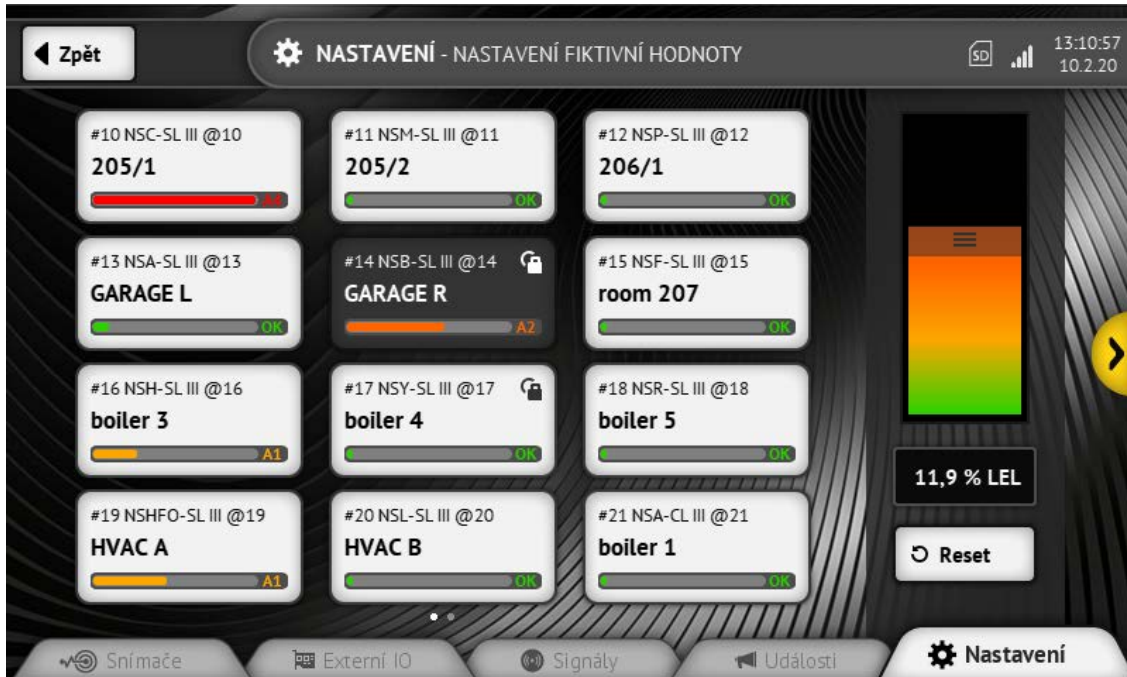 Zpět
NASTAVENÍ - NASTAVENÍ FIKTIVNÍ HODNOTY
SD
13:10:57
10.2.20
#10 NSC-SL III @10
205/1
#11 NSM-SL III @11
205/2
OK
#12 NSP-SL III @12
206/1
OK
#13 NSA-SL III @13
GARAGE L
OK
#14 NSB-SL III @14
GARAGE R
A2
#15 NSF-SL III @15
room 207
OK
#16 NSH-SL III @16
boiler 3
A1
#17 NSY-SL III @17
boiler 4
OK
#18 NSR-SL III @18
boiler 5
OK
#19 NSHFO-SL III @19
HVAC A
A1
#20 NSL-SL III @20
HVAC B
OK
#21 NSA-CL III @21
boiler 1
OK
11,9 % LEL
Reset
Snímače
Externí IO
Signály
Události
Nastavení